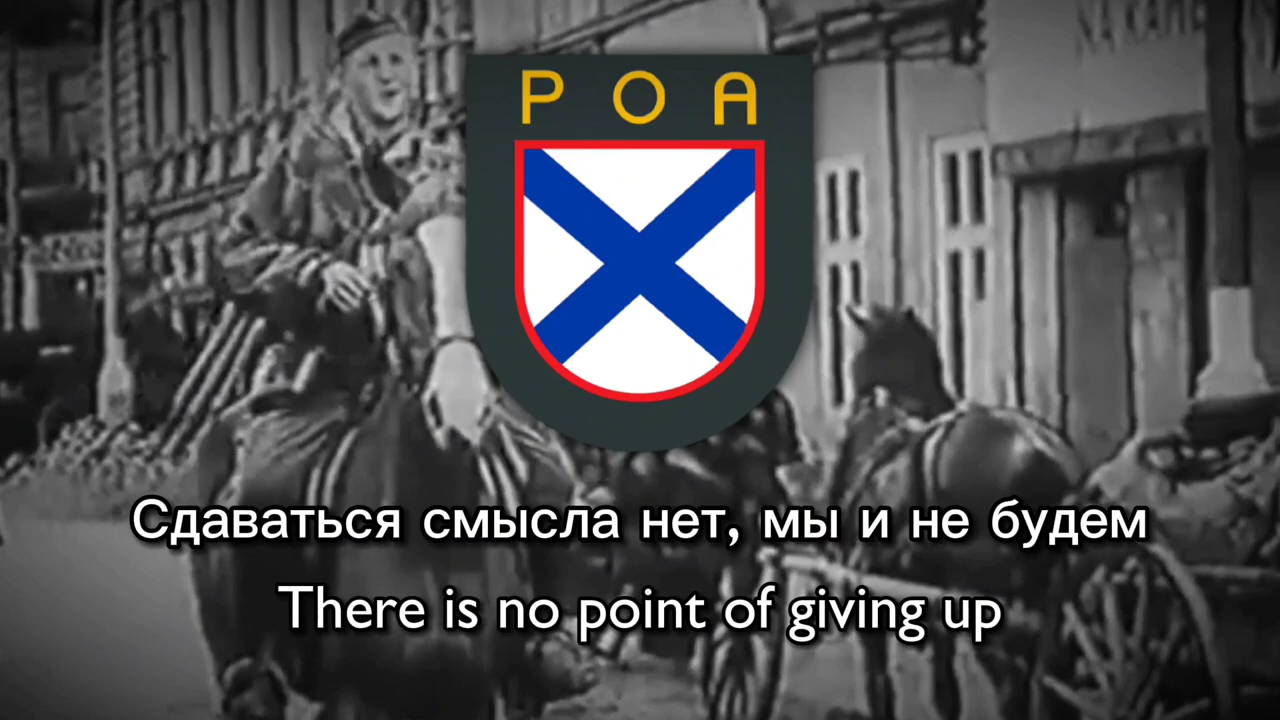 РОА
Сдаваться смысла нет, мы и не будем
There is no point of giving up